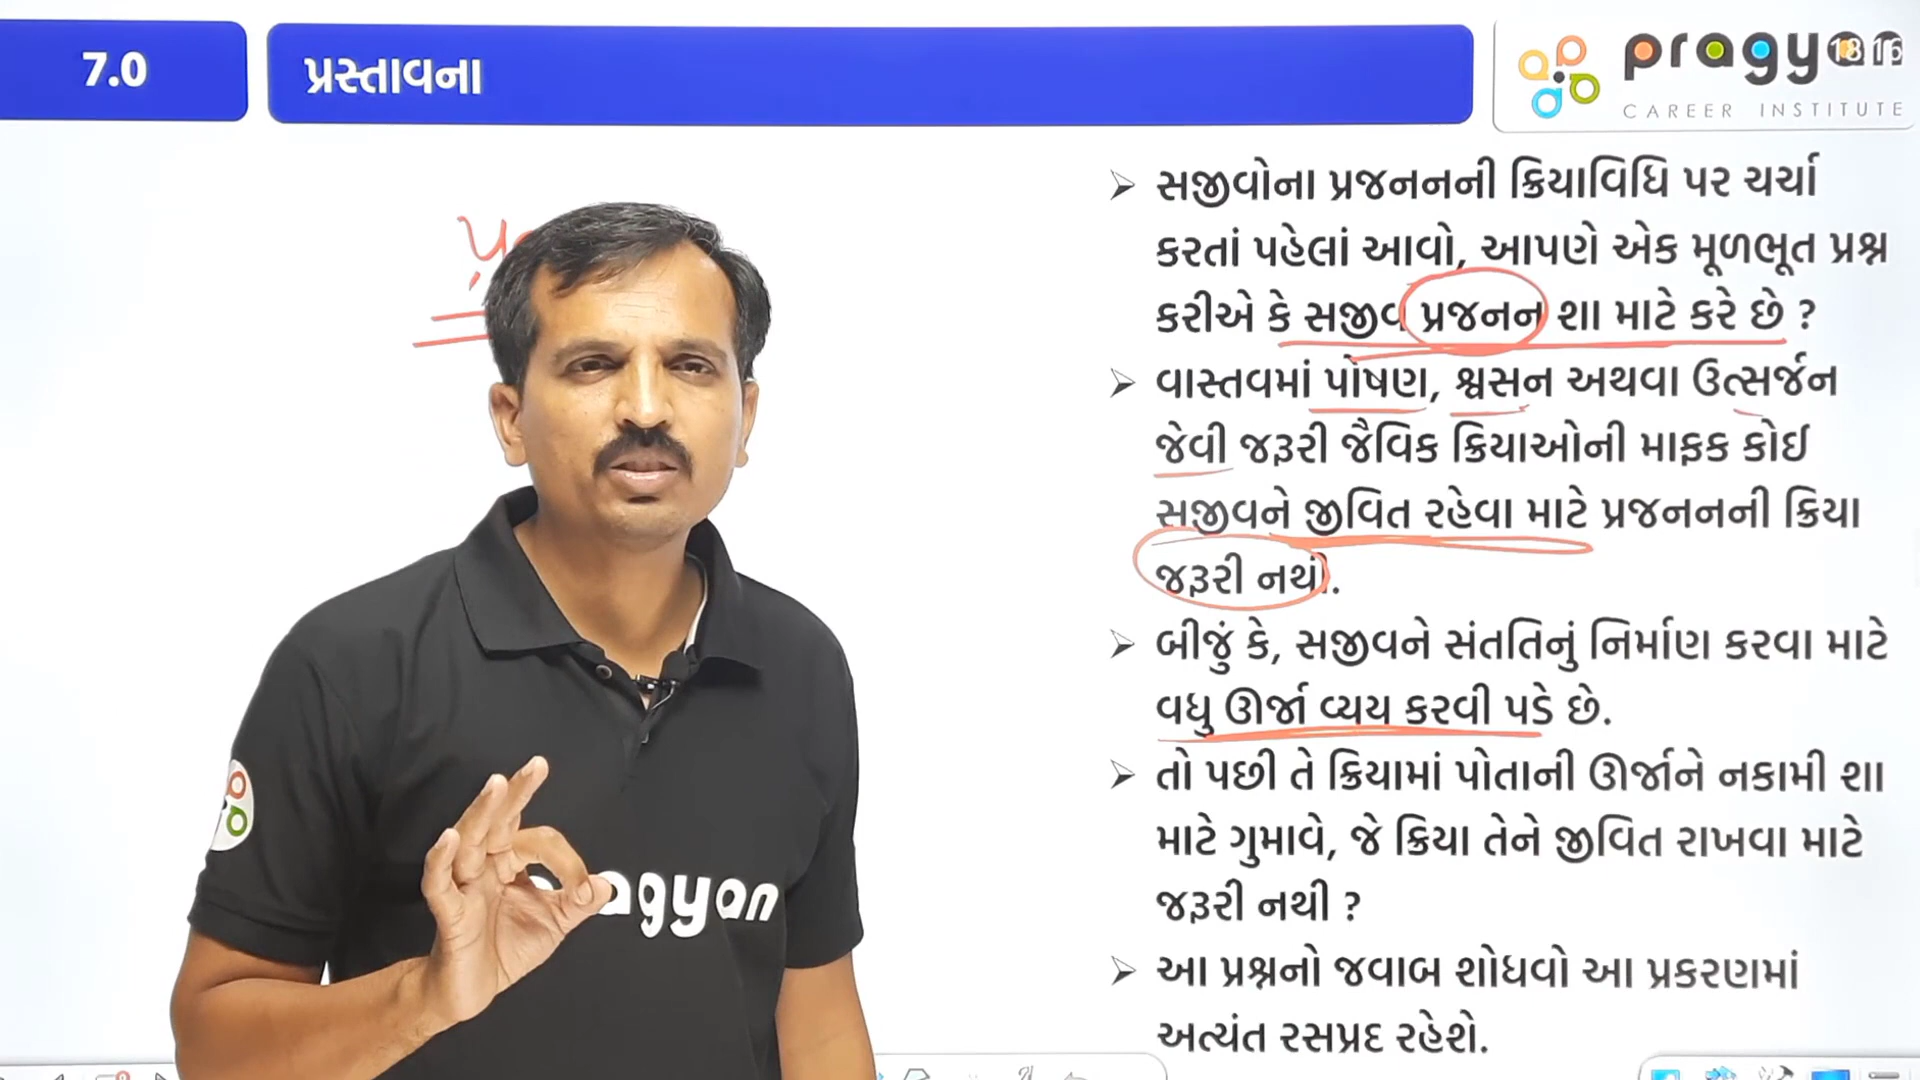 7.0
પ્રસ્તાવના
pragyan
18:16
CAREER INSTITUTE
➢ સજીવોના પ્રજનનની ક્રિયાવિધિ પર ચર્ચા
કરતાં પહેલાં આવો, આપણે એક મૂળભૂત પ્રશ્ન
કરીએ કે સજીવ પ્રજનન શા માટે કરે છે ?
➢ વાસ્તવમાં પોષણ, શ્વસન અથવા ઉત્સર્જન
જેવી જરૂરી જૈવિક ક્રિયાઓની માફક કોઈ
સજીવને જીવિત રહેવા માટે પ્રજનનની ક્રિયા
જરૂરી નથી.
➢ બીજું કે, સજીવને સંતતિનું નિર્માણ કરવા માટે
વધુ ઊર્જા વ્યય કરવી પડે છે.
➢ તો પછી તે ક્રિયામાં પોતાની ઊર્જાને નકામી શા
માટે ગુમાવે, જે ક્રિયા તેને જીવિત રાખવા માટે
જરૂરી નથી ?
➢ આ પ્રશ્નનો જવાબ શોધવો આ પ્રકરણમાં
અત્યંત રસપ્રદ રહેશે.
agyan